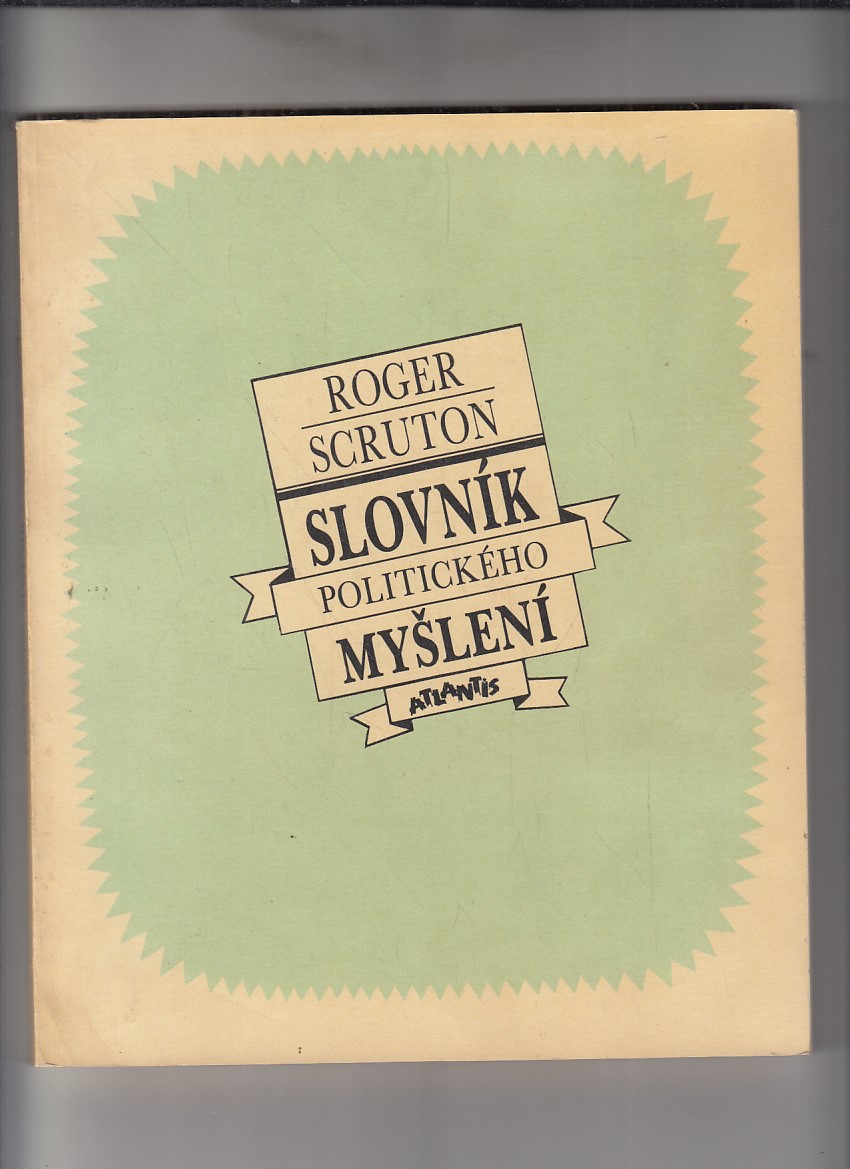 ROGER
SCRUTON
SLOVNÍK
POLITICKÉHO
MYŠLENÍ
ATLANTIS